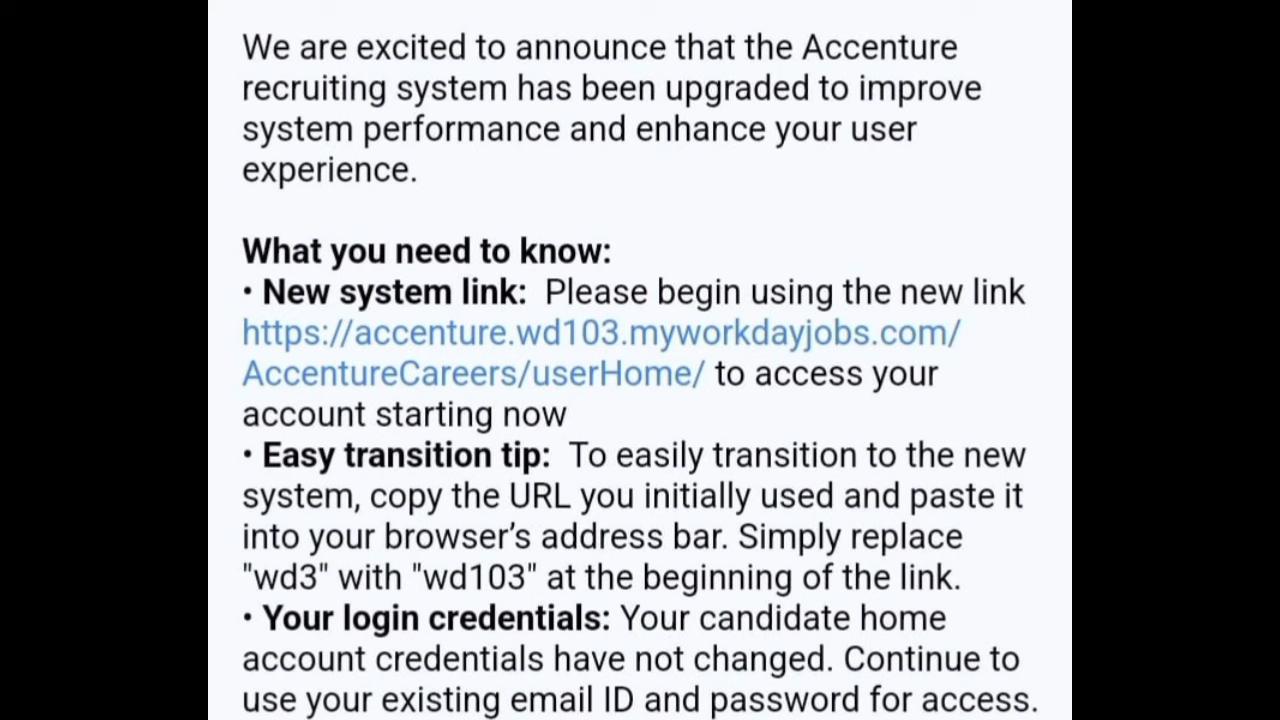 We are excited to announce that the Accenture
recruiting system has been upgraded to improve
system performance and enhance your user
experience.
What you need to know:
• New system link:  Please begin using the new link
https://accenture.wd103.myworkdayjobs.com/
AccentureCareers/userHome/ to access your
account starting now
• Easy transition tip:  To easily transition to the new
system, copy the URL you initially used and paste it
into your browser’s address bar. Simply replace
"wd3" with "wd103" at the beginning of the link.
• Your login credentials: Your candidate home
account credentials have not changed. Continue to
use your existing email ID and password for access.